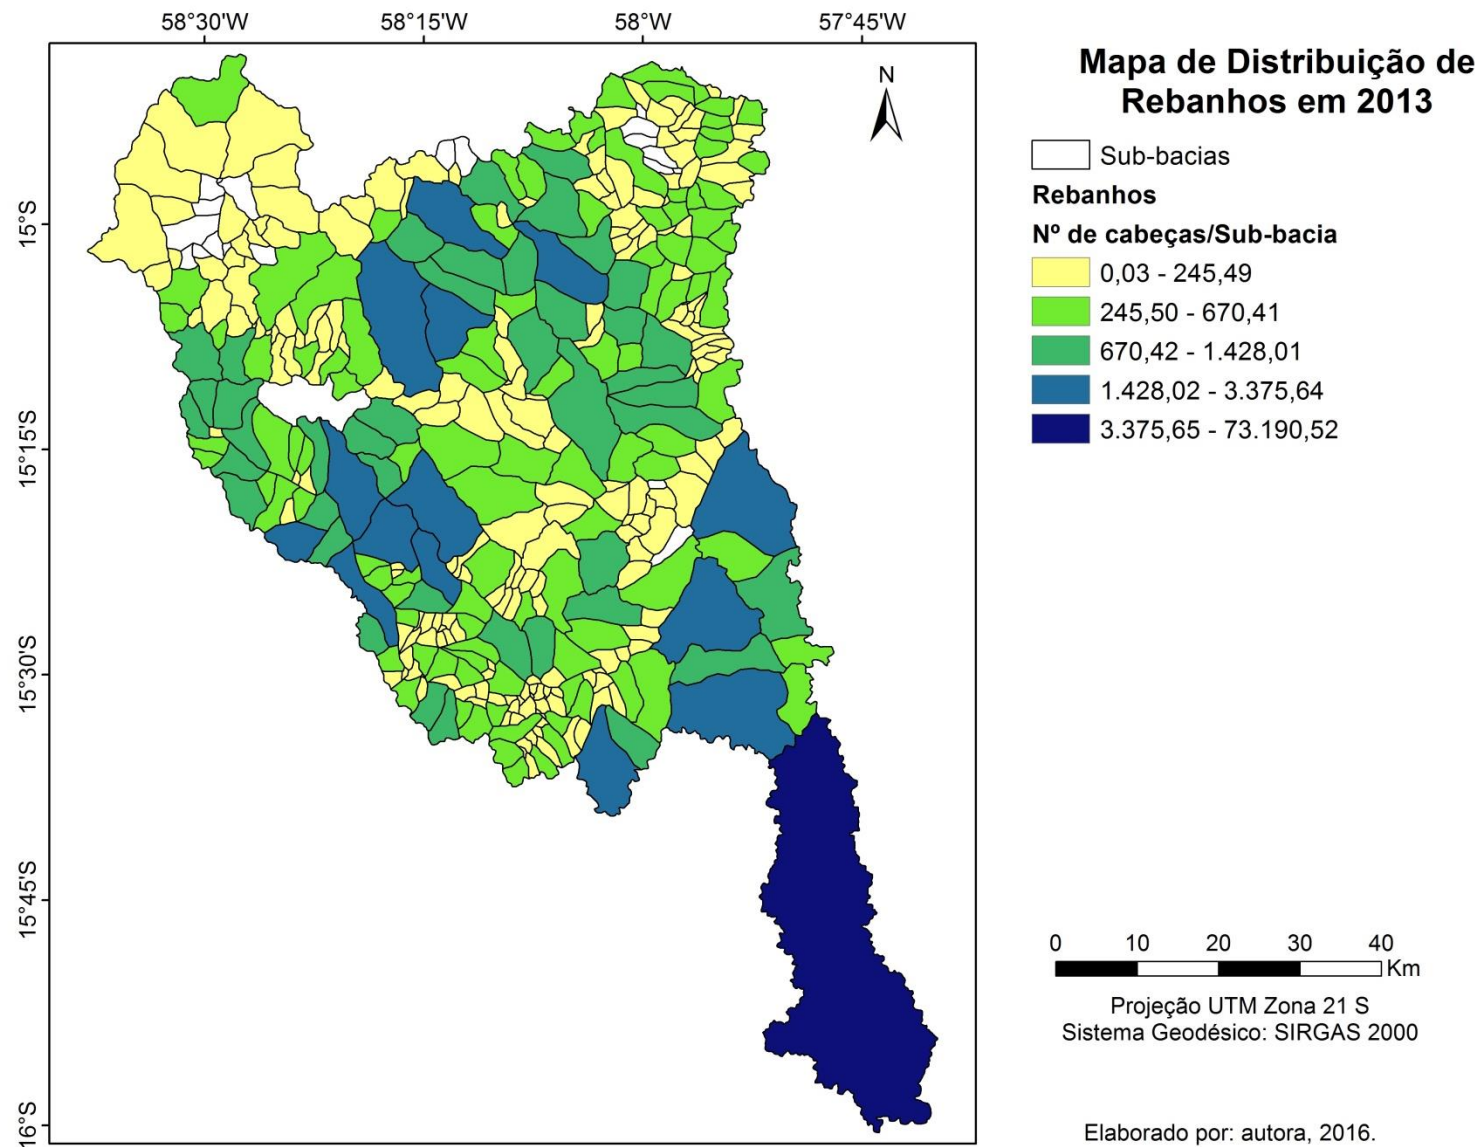 58°30'W 58°15'W 58°W 57°45'W
N
15°S
15°15'S
15°30'S
15°45'S
16°S
Mapa de Distribuição de
Rebanhos em 2013
Sub-bacias
Rebanhos
Nº de cabeças/Sub-bacia
0,03 - 245,49
245,50 - 670,41
670,42 - 1.428,01
1.428,02 - 3.375,64
3.375,65 - 73.190,52
0 10 20 30 40
Km
Projeção UTM Zona 21 S
Sistema Geodésico: SIRGAS 2000
Elaborado por: autora, 2016.